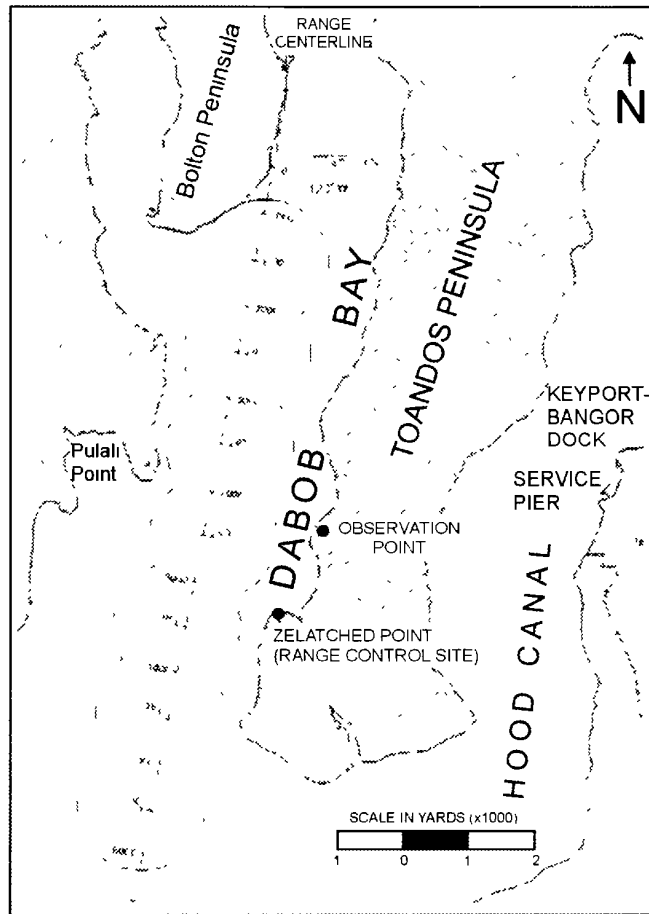 RANGE
CENTERLINE
Bolton Peninsula
N
BAY
TOANDOS PENINSULA
KEYPORT-
BANGOR
DOCK
Pulali
Point
SERVICE
PIER
DABOB
OBSERVATION
POINT
HOOD CANAL
ZELATCHED POINT
(RANGE CONTROL SITE)
SCALE IN YARDS (x1000)
1 0 1 2